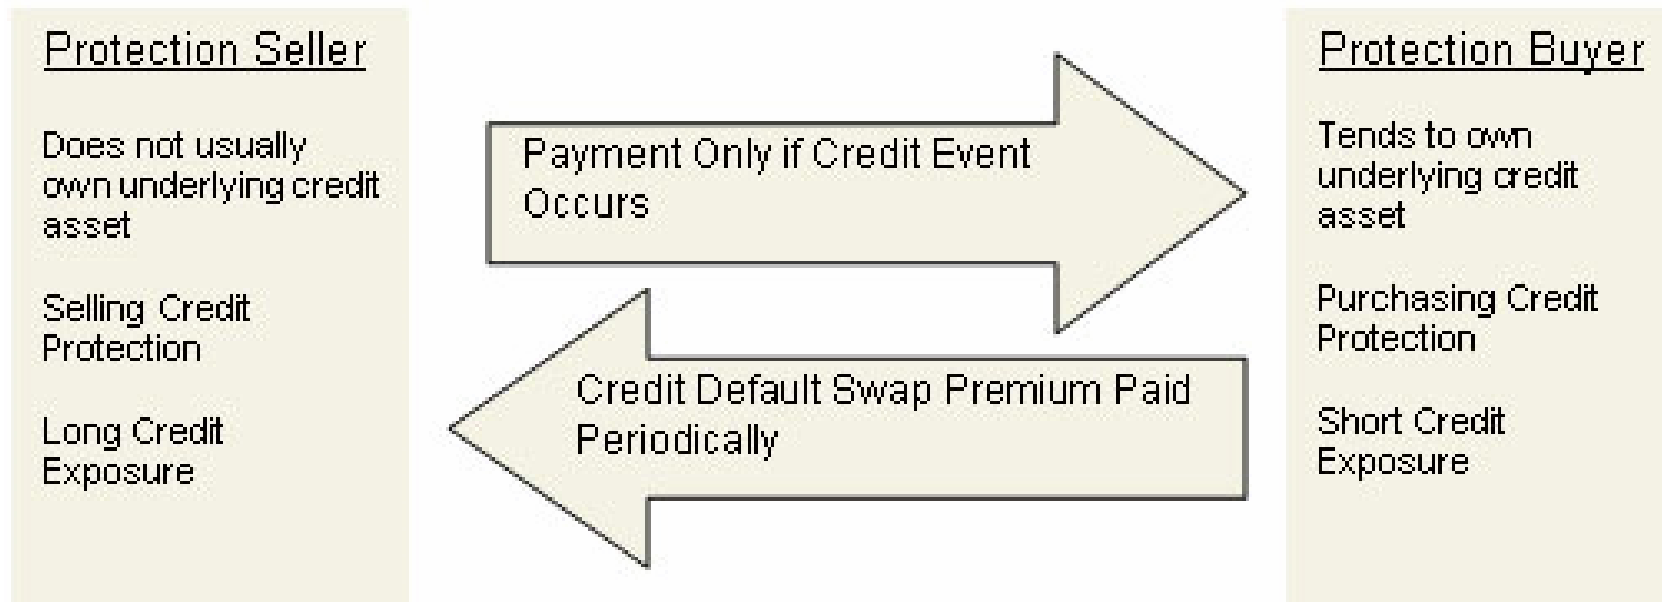 Protection Seller
Does not usually
own underlying credit
asset
Selling Credit
Protection
Long Credit
Exposure
Payment Only if Credit Event
Occurs
Credit Default Swap Premium Paid
Periodically
Protection Buyer
Tends to own
underlying credit
asset
Purchasing Credit
Protection
Short Credit
Exposure